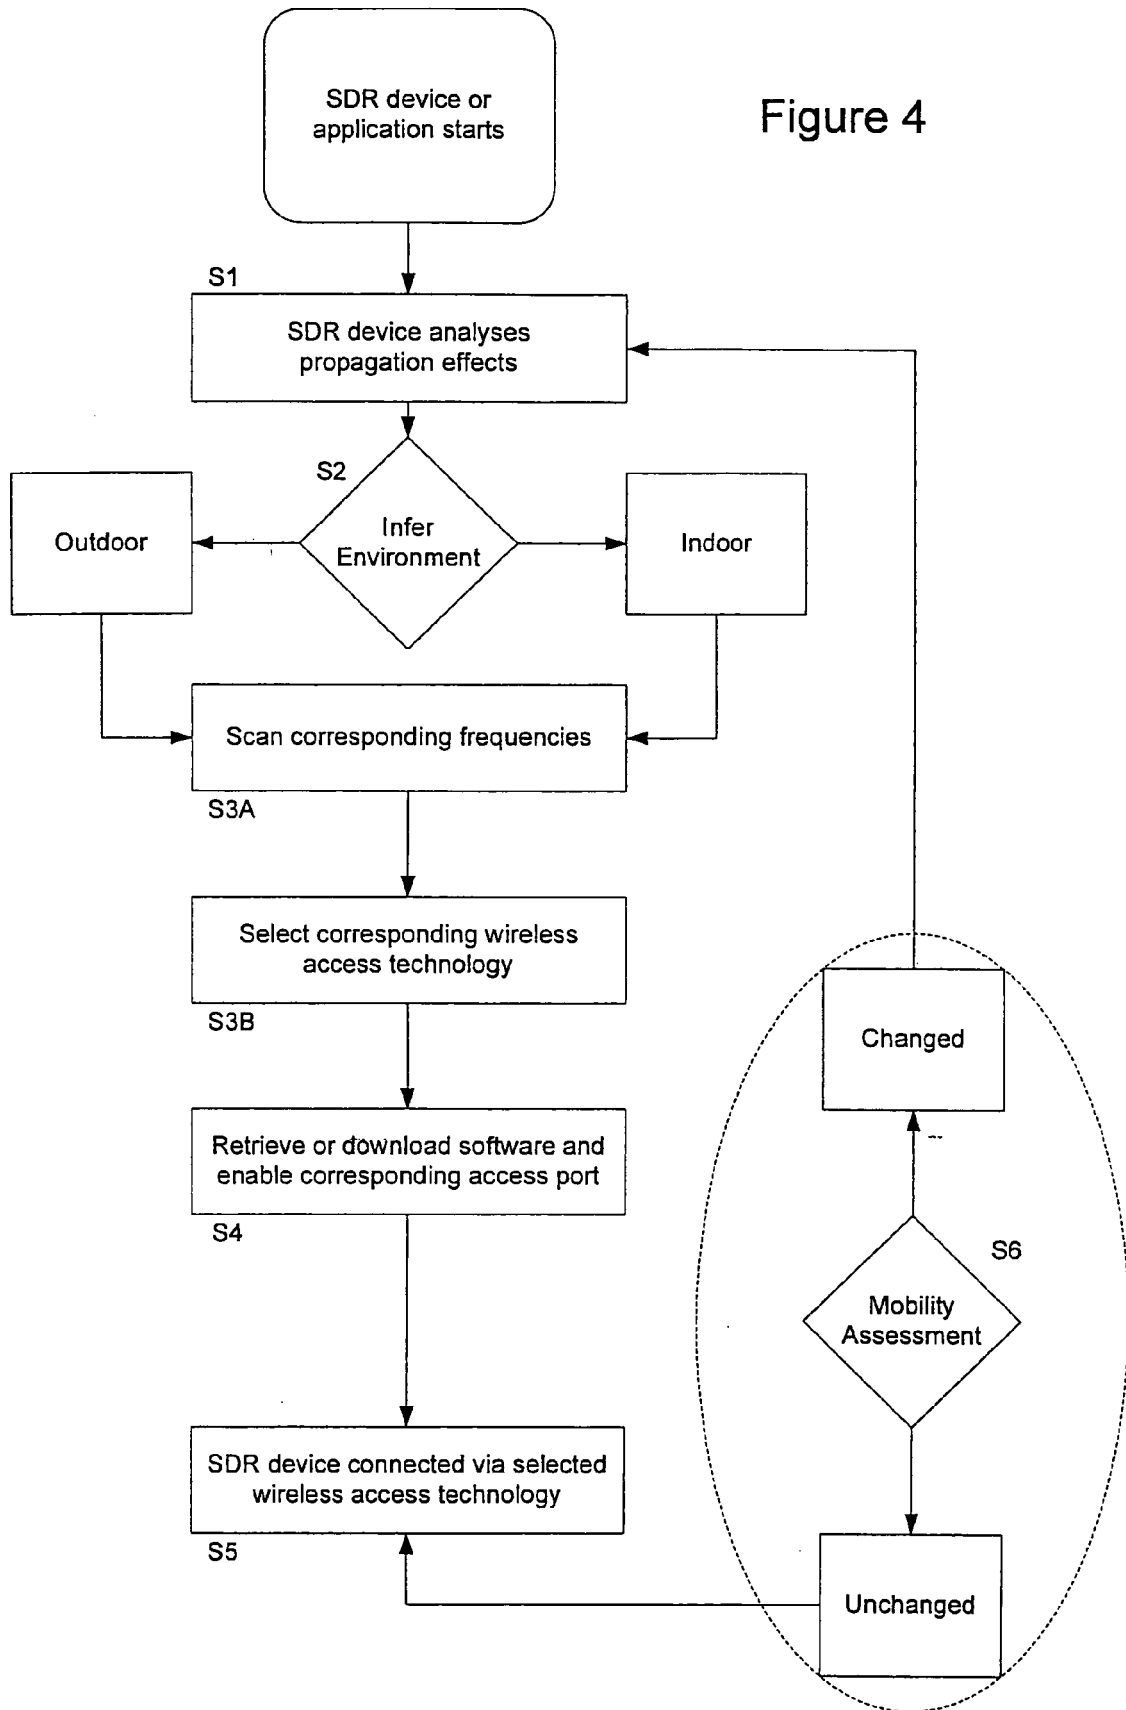 SDR device or
application starts
Figure 4
S1
SDR device analyses
propagation effects
S2
Infer
Environment
Outdoor
Indoor
Scan corresponding frequencies
S3A
Select corresponding wireless
access technology
S3B
Retrieve or download software and
enable corresponding access port
S4
SDR device connected via selected
wireless access technology
S5
Changed
S6
Mobility
Assessment
Unchanged